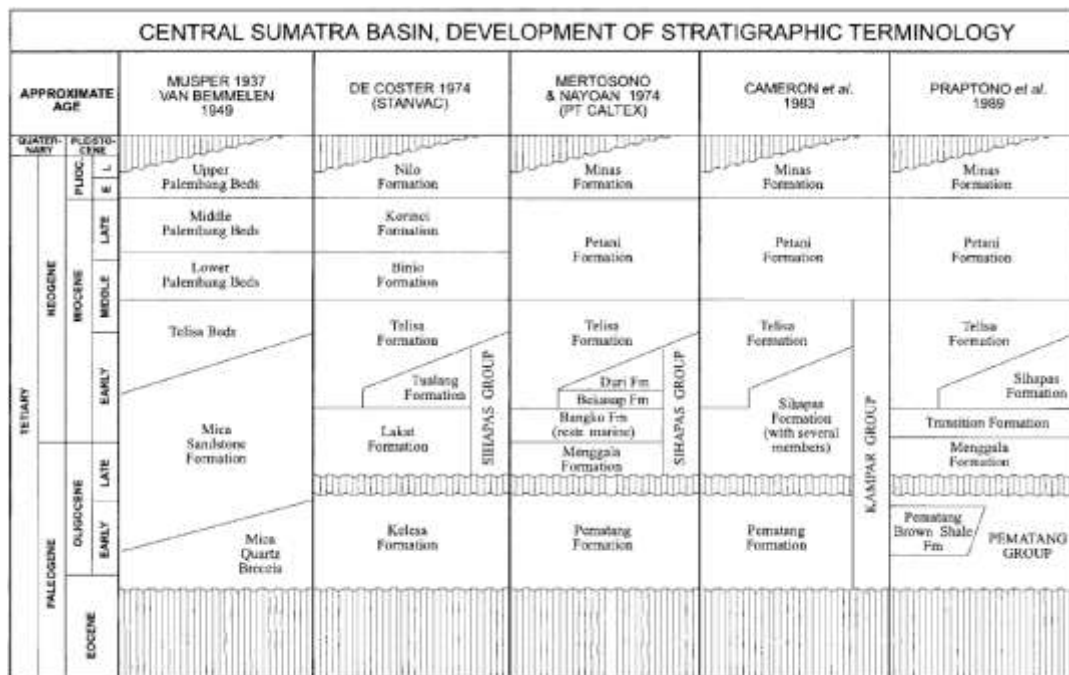 CENTRAL SUMATRA BASIN, DEVELOPMENT OF STRATIGRAPHIC TERMINOLOGY
APPROXIMATE
AGE
MUSPER 1937
VAN BEMMELEN
1949
DE COSTER 1974
(STANVAC)
MERTOSONO
& NAYOAN 1974
(PT CALTEX)
CAMERON et al.
1983
PRAPTONO et al.
1989
QUATER-
NARY
PLEISTO-
CENE
TETIARY
NEOGENE
PALEOGENE
PLIOC.
L
E
MIOCENE
LATE
MIDDLE
EARLY
OLIGOCENE
LATE
EARLY
EOCENE
Upper
Palembang Beds
Middle
Palembang Beds
Lower
Palembang Beds
Telisa Beds
Mica
Sandstone
Formation
Mica
Quartz
Breccia
Nilo
Formation
Korinci
Formation
Binio
Formation
Telisa
Formation
Tualang
Formation
Lakat
Formation
SIHAPAS GROUP
Kelesa
Formation
Minas
Formation
Petani
Formation
Telisa
Formation
Duri Fm
Bekasap Fm
Bangko Fm
(restr. marine)
Menggala
Formation
SIHAPAS GROUP
Pematang
Formation
Minas
Formation
Petani
Formation
Telisa
Formation
Sihapas
Formation
(with several
members)
KAMPAR GROUP
Pematang
Formation
Minas
Formation
Petani
Formation
Telisa
Formation
Sihapas
Formation
Transition Formation
Menggala
Formation
Pematang
Brown Shale
Fm
PEMATANG
GROUP